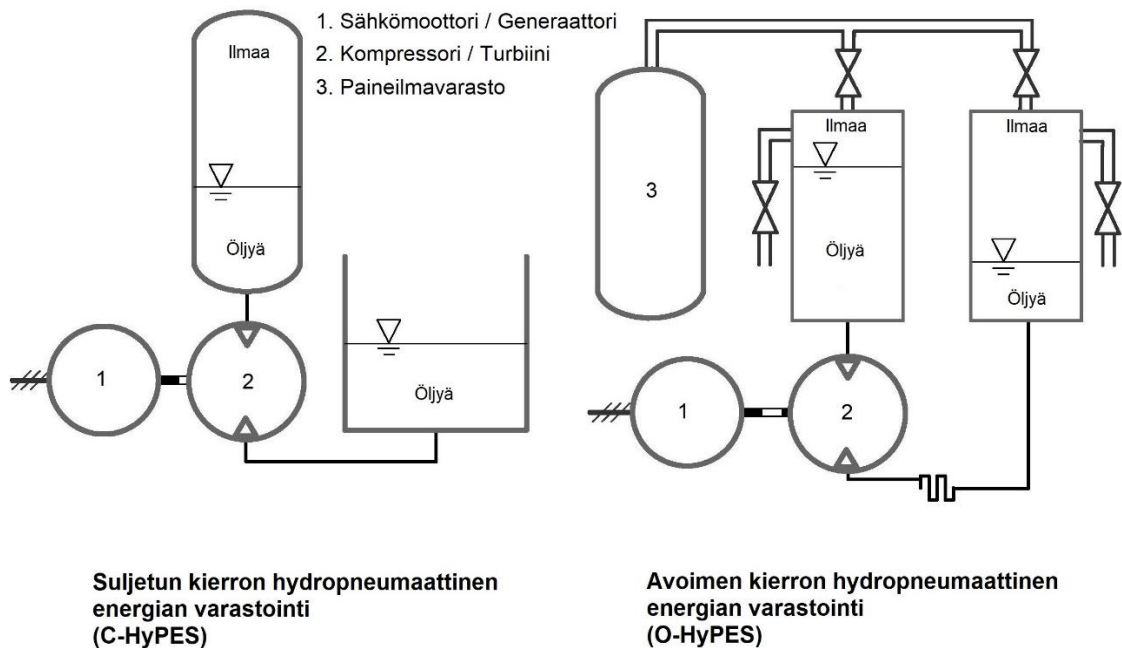 1. Sähkömoottori / Generaattori
2. Kompressori / Turbiini
3. Paineilmavarasto
Ilmaa
Öljyä
1
2
Öljyä
Ilmaa
Ilmaa
3
Öljyä
Öljyä
1
2
Suljetun kierron hydropneumaattinen
energian varastointi
(C-HyPES)
Avoimen kierron hydropneumaattinen
energian varastointi
(O-HyPES)